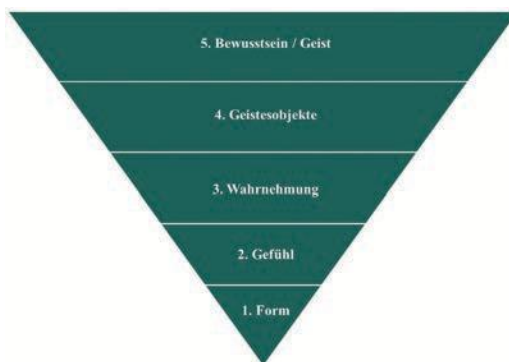 5. Bewusstsein / Geist
4. Geistesobjekte
3. Wahrnehmung
2. Gefühl
1. Form